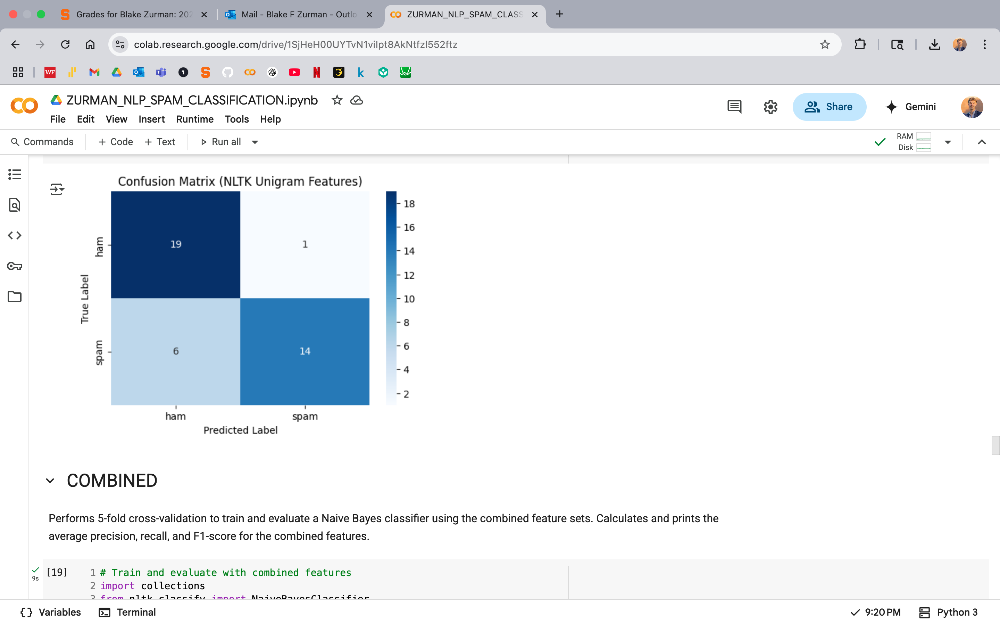 Grades for Blake Zurman: 202
Mail - Blake F Zurman - Outlo
ZURMAN_NLP_SPAM_CLASS
colab.research.google.com/drive/1SjHeH00UYTvN1viIpt8AkNtfzl552ftz
WF
ZURMAN_NLP_SPAM_CLASSIFICATION.ipynb
File Edit View Insert Runtime Tools Help
Share
Gemini
Commands + Code + Text Run all
RAM
Disk
Confusion Matrix (NLTK Unigram Features)
18
16
14
12
10
8
6
4
2
True Label
ham
19 1
spam
6 14
ham spam
Predicted Label
COMBINED
Performs 5-fold cross-validation to train and evaluate a Naive Bayes classifier using the combined feature sets. Calculates and prints the
average precision, recall, and F1-score for the combined features.
9s
[19]
1 # Train and evaluate with combined features
2 import collections
3 from nltk.classify import NaiveBayesClassifier
{} Variables Terminal 9:20 PM Python 3